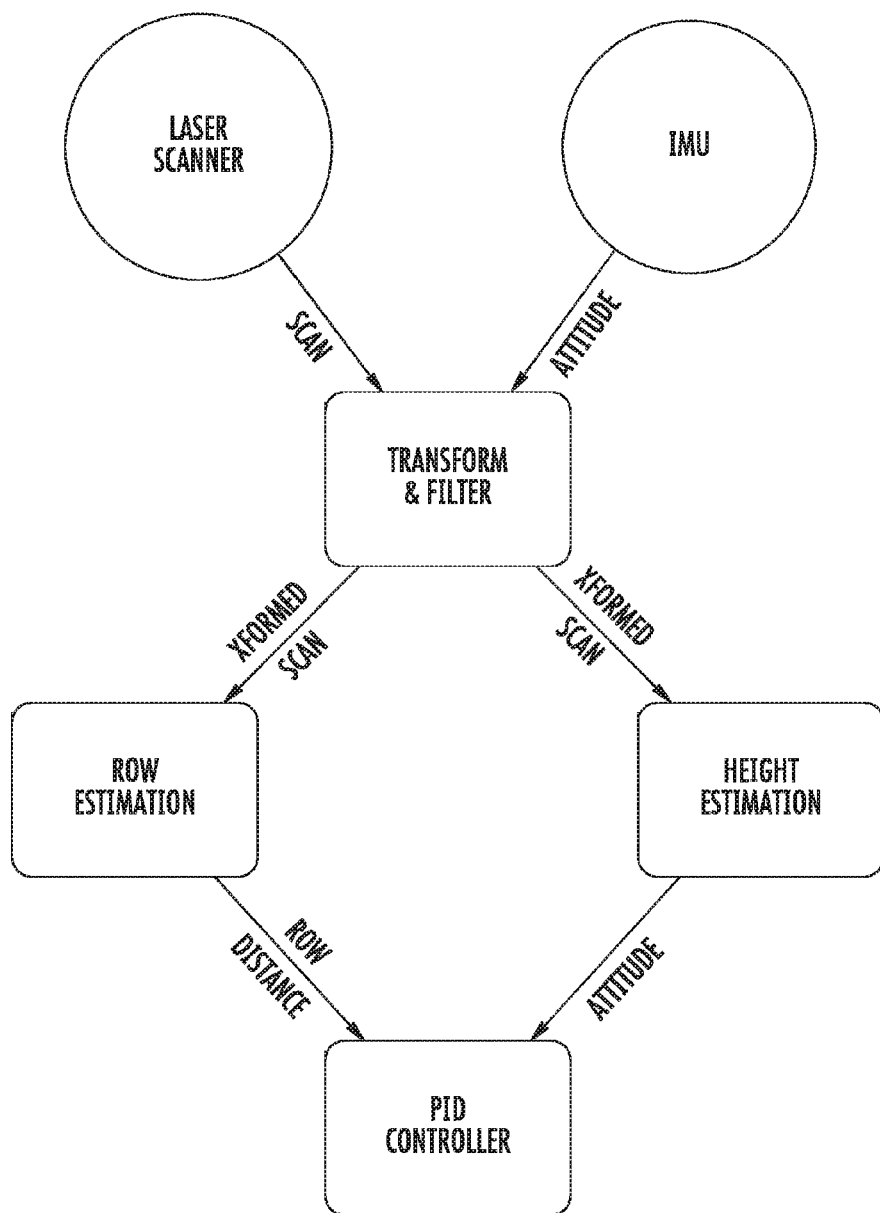 LASER
SCANNER
IMU
SCAN
ATTITUDE
TRANSFORM
& FILTER
XFORMED
SCAN
XFORMED
SCAN
ROW
ESTIMATION
HEIGHT
ESTIMATION
ROW
DISTANCE
ATTITUDE
PID
CONTROLLER